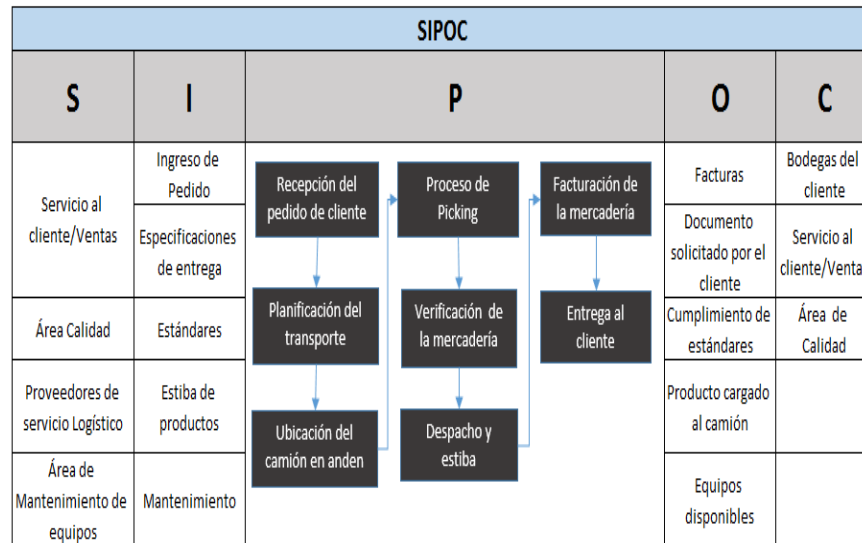 SIPOC
S
I
P
O
C
Servicio al
cliente/Ventas
Ingreso de
Pedido
Especificaciones
de entrega
Área Calidad
Estándares
Proveedores de
servicio Logístico
Estiba de
productos
Área de
Mantenimiento de
equipos
Mantenimiento
Recepción del
pedido de cliente
Planificación del
transporte
Ubicación del
camión en anden
Proceso de
Picking
Verificación de
la mercadería
Despacho y
estiba
Facturación de
la mercadería
Entrega al
cliente
Facturas
Documento
solicitado por el
cliente
Cumplimiento de
estándares
Producto cargado
al camión
Equipos
disponibles
Bodegas del
cliente
Servicio al
cliente/Venta
Área de
Calidad